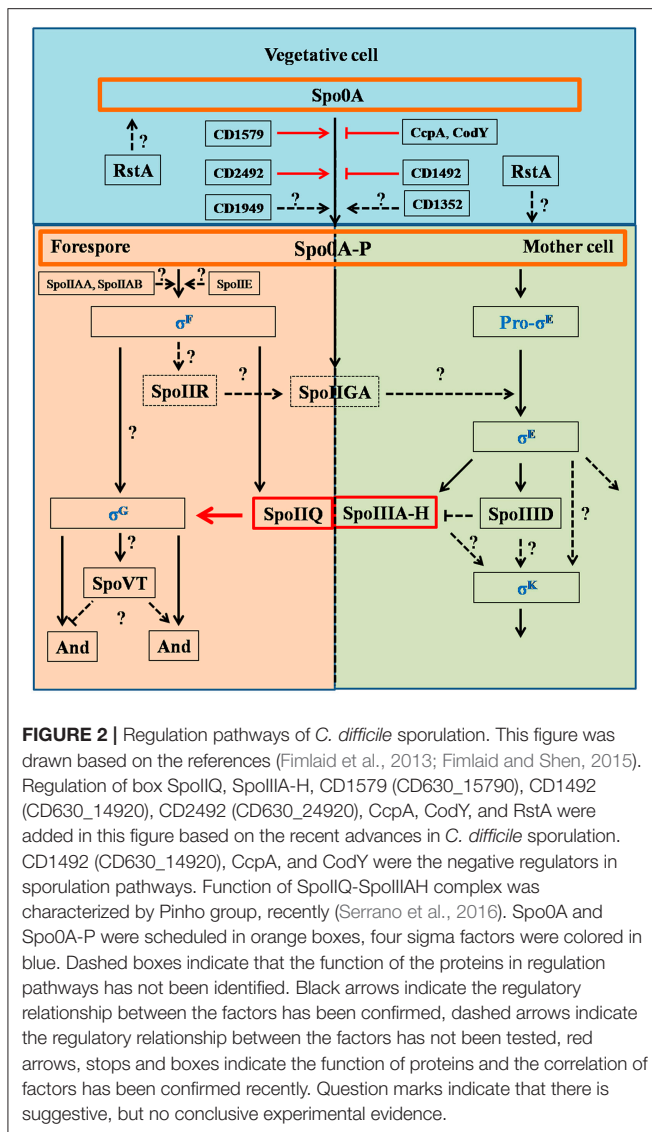 Vegetative cell
Spo0A
?
CD1579
CcpA, CodY
RstA
CD2492
CD1492
RstA
CD1949
?
?
CD1352
?
Forespore
Spo0A-P
Mother cell
SpoIIAA, SpoIIAB
?
?
SpoIIE
σF
Pro-σE
?
SpoIIR
?
SpoIIGA
?
?
σE
σG
SpoIIQ
SpoIIIA-H
SpoIIID
?
?
?
?
SpoVT
σK
?
And
And
FIGURE 2 | Regulation pathways of C. difficile sporulation. This figure was
drawn based on the references (Fimlaid et al., 2013; Fimlaid and Shen, 2015).
Regulation of box SpoIIQ, SpoIIIA-H, CD1579 (CD630_15790), CD1492
(CD630_14920), CD2492 (CD630_24920), CcpA, CodY, and RstA were
added in this figure based on the recent advances in C. difficile sporulation.
CD1492 (CD630_14920), CcpA, and CodY were the negative regulators in
sporulation pathways. Function of SpoIIQ-SpoIIIAH complex was
characterized by Pinho group, recently (Serrano et al., 2016). Spo0A and
Spo0A-P were scheduled in orange boxes, four sigma factors were colored in
blue. Dashed boxes indicate that the function of the proteins in regulation
pathways has not been identified. Black arrows indicate the regulatory
relationship between the factors has been confirmed, dashed arrows indicate
the regulatory relationship between the factors has not been tested, red
arrows, stops and boxes indicate the function of proteins and the correlation of
factors has been confirmed recently. Question marks indicate that there is
suggestive, but no conclusive experimental evidence.